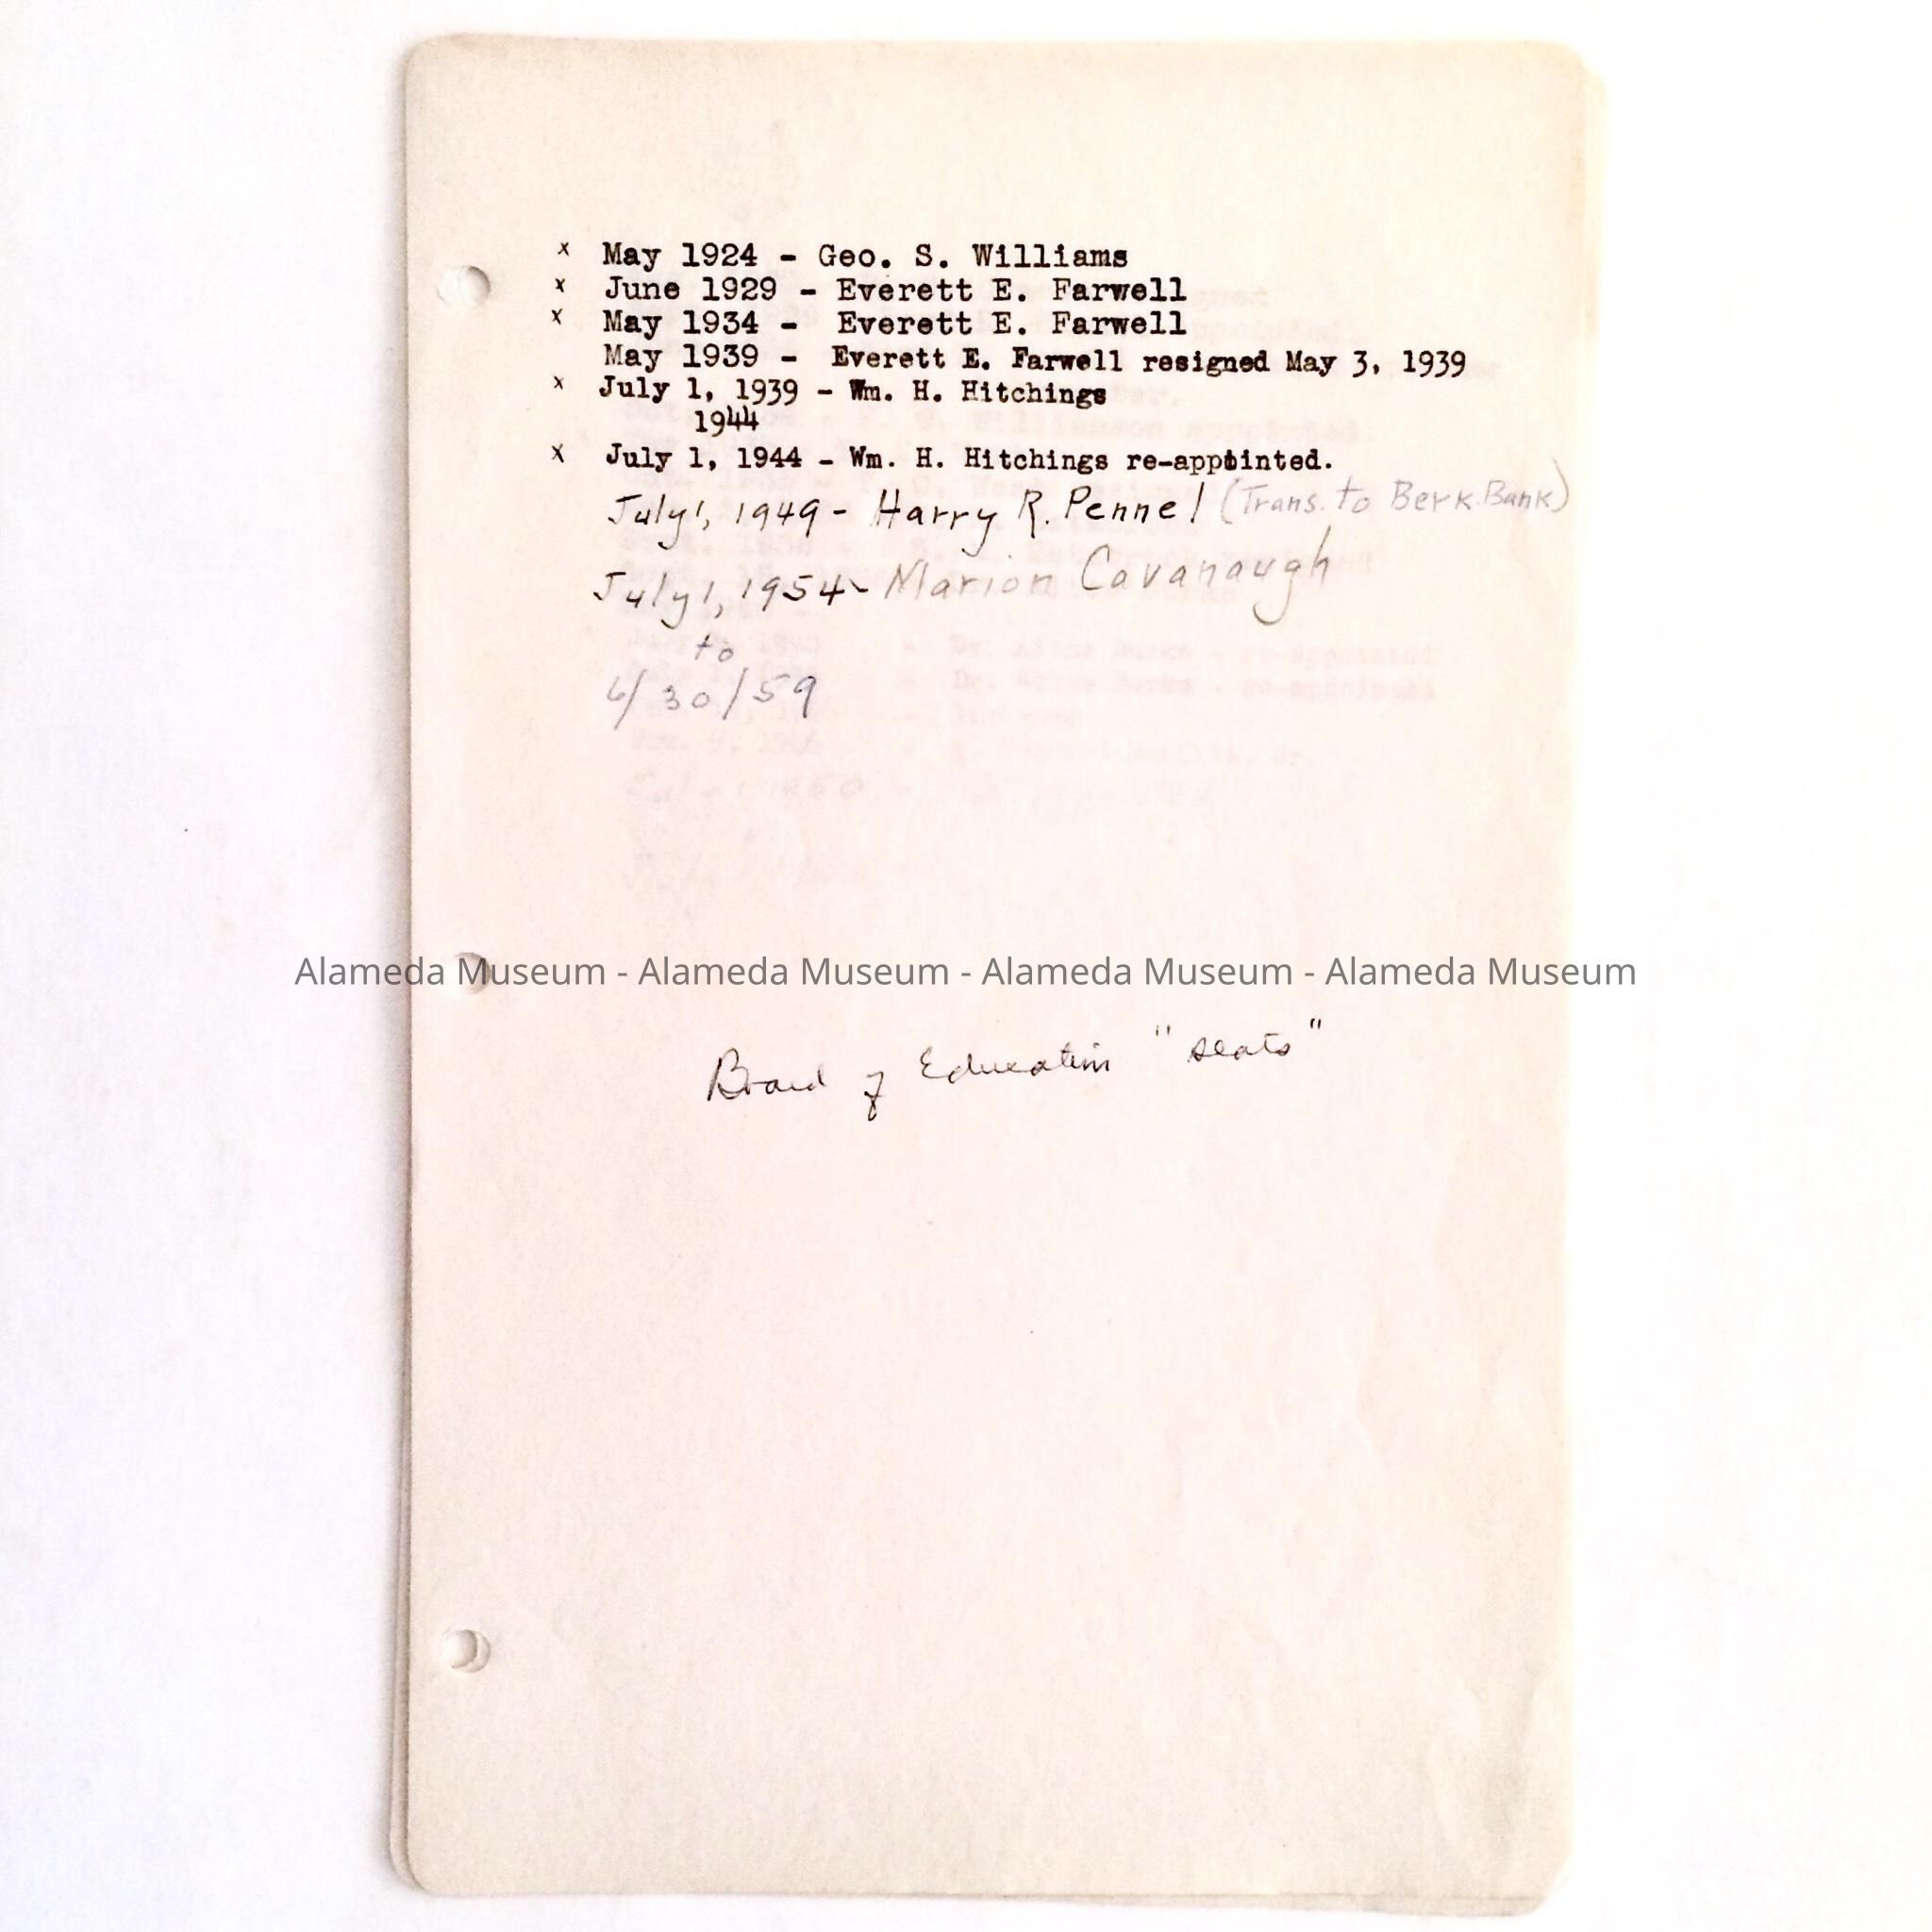 x May 1924 - Geo. S. Williams
x June 1929 - Everett E. Farwell
x May 1934 - Everett E. Farwell
May 1939 - Everett E. Farwell resigned May 3, 1939
x July 1, 1939 - Wm. H. Hitchings
1944
x July 1, 1944 - Wm. H. Hitchings re-appointed.
July 1, 1949 - Harry R. Pennel (Trans. to Berk. Bank)
July 1, 1954 - Marion Cavanaugh
to
6/30/59
Alameda Museum - Alameda Museum - Alameda Museum - Alameda Museum
Board of Education "seats"